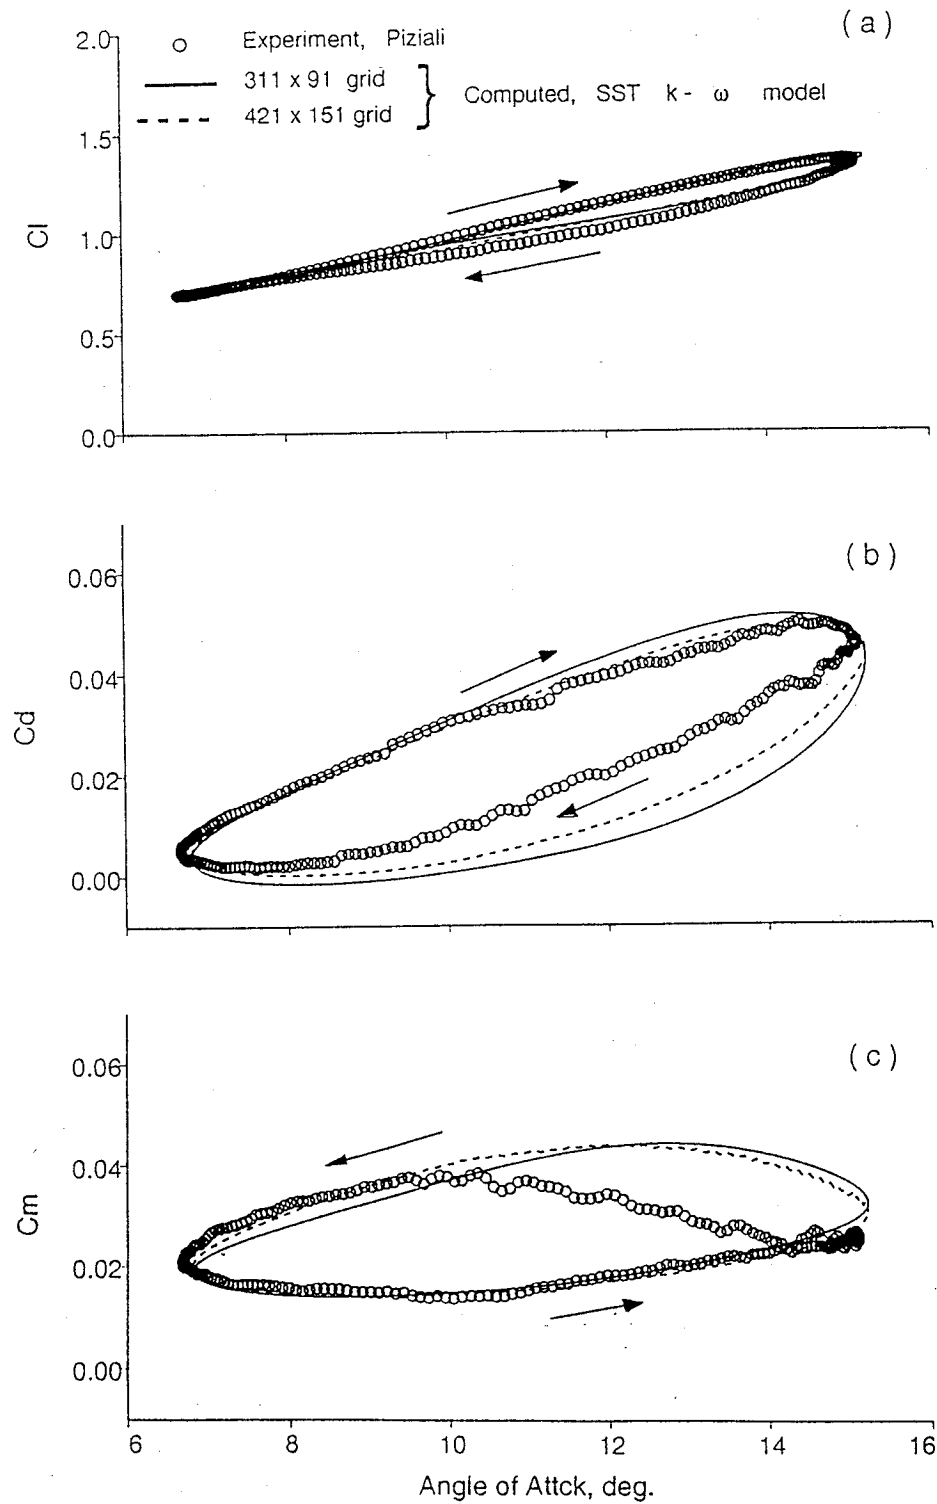 ( a )
2.0
Experiment, Piziali
311 x 91 grid
421 x 151 grid
Computed, SST k - ω model
1.5
Cl
1.0
0.5
0.0
( b )
0.06
0.04
Cd
0.02
0.00
( c )
0.06
0.04
Cm
0.02
0.00
6 8 10 12 14 16
Angle of Attck, deg.